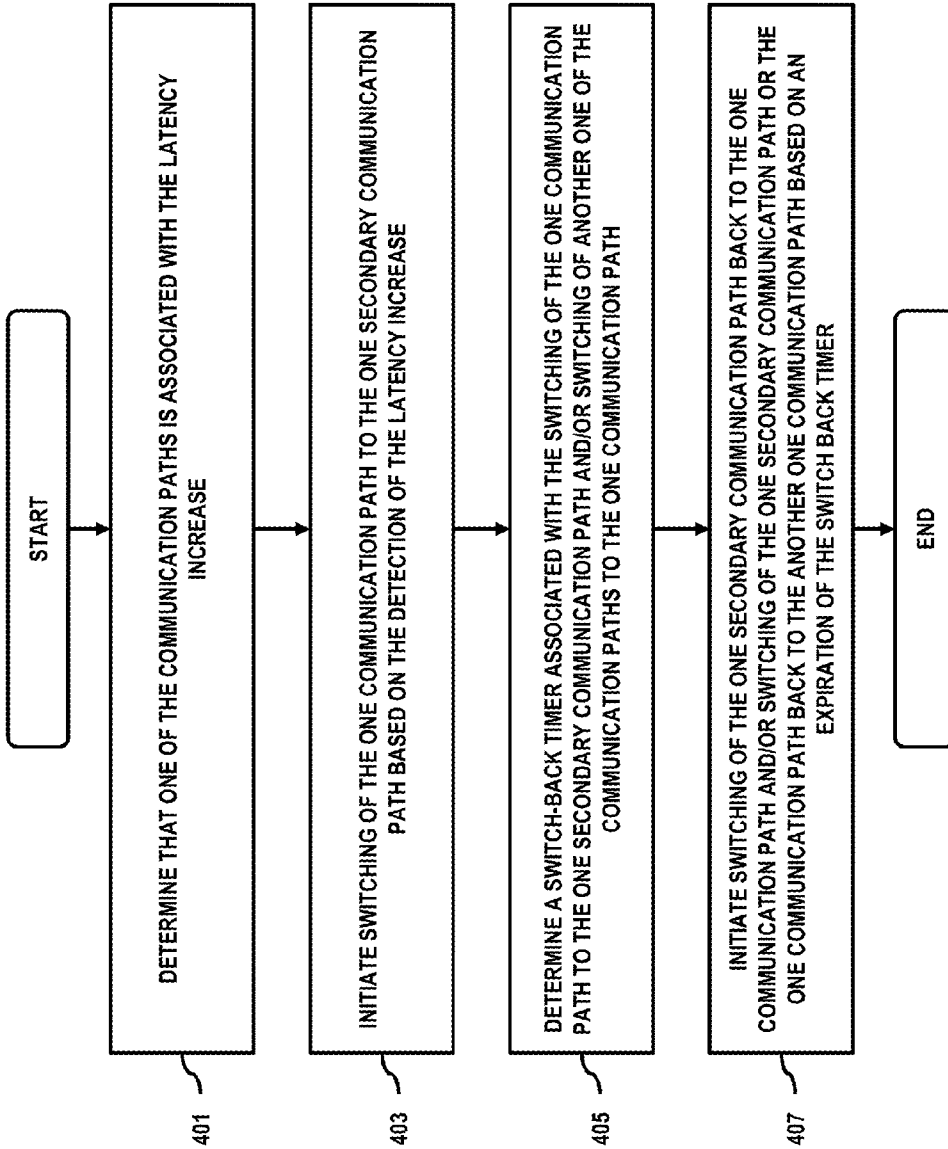 START
401
DETERMINE THAT ONE OF THE COMMUNICATION PATHS IS ASSOCIATED WITH THE LATENCY
INCREASE
403
INITIATE SWITCHING OF THE ONE COMMUNICATION PATH TO THE ONE SECONDARY COMMUNICATION
PATH BASED ON THE DETECTION OF THE LATENCY INCREASE
405
DETERMINE A SWITCH-BACK TIMER ASSOCIATED WITH THE SWITCHING OF THE ONE COMMUNICATION
PATH TO THE ONE SECONDARY COMMUNICATION PATH AND/OR SWITCHING OF ANOTHER ONE OF THE
COMMUNICATION PATHS TO THE ONE COMMUNICATION PATH
407
INITIATE SWITCHING OF THE ONE SECONDARY COMMUNICATION PATH BACK TO THE ONE
COMMUNICATION PATH AND/OR SWITCHING OF THE ONE SECONDARY COMMUNICATION PATH OR THE
ONE COMMUNICATION PATH BACK TO THE ANOTHER ONE COMMUNICATION PATH BASED ON AN
EXPIRATION OF THE SWITCH BACK TIMER
END